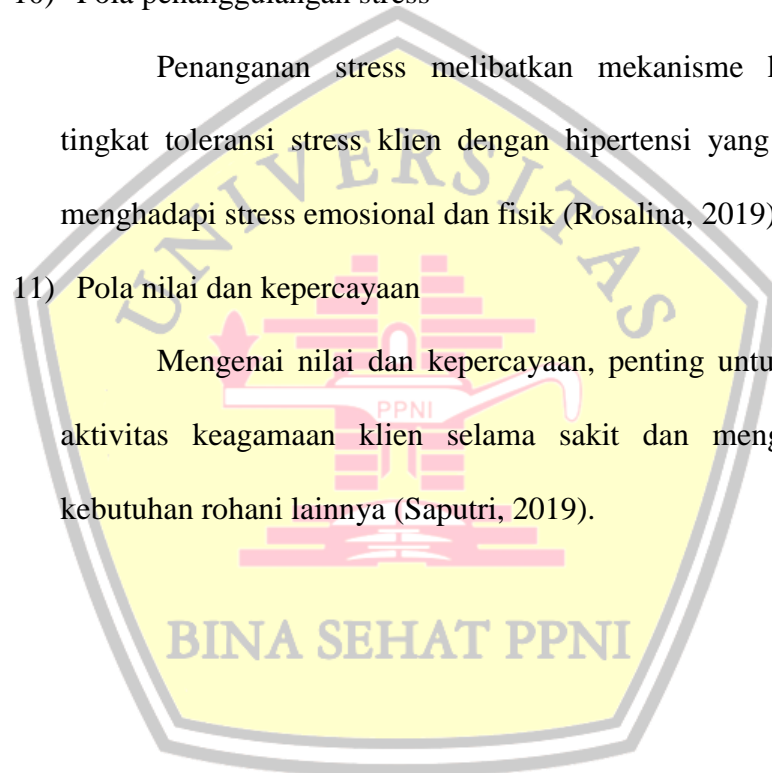 10) Pola penanggulangan stress
Penanganan stress melibatkan mekanisme
tingkat toleransi stress klien dengan hipertensi yang
menghadapi stress emosional dan fisik (Rosalina, 2019)
11) Pola nilai dan kepercayaan
Mengenai nilai dan kepercayaan, penting
aktivitas keagamaan klien selama sakit dan
kebutuhan rohani lainnya (Saputri, 2019).
UNIVERSITAS
PPNI
BINA SEHAT PPNI